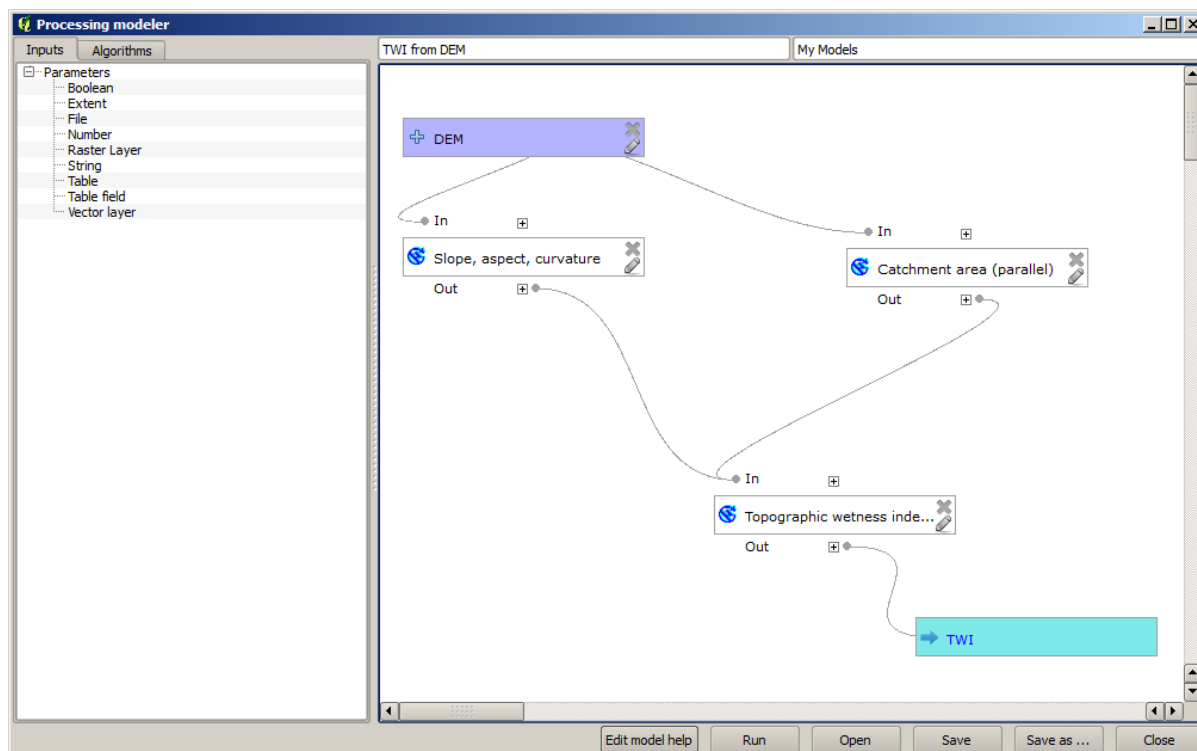 Processing modeler
Inputs
Algorithms
TWI from DEM
My Models
Parameters
Boolean
Extent
File
Number
Raster Layer
String
Table
Table field
Vector layer
DEM
In
Slope, aspect, curvature
Out
In
Catchment area (parallel)
Out
In
Topographic wetness inde...
Out
TWI
Edit model help
Run
Open
Save
Save as ...
Close